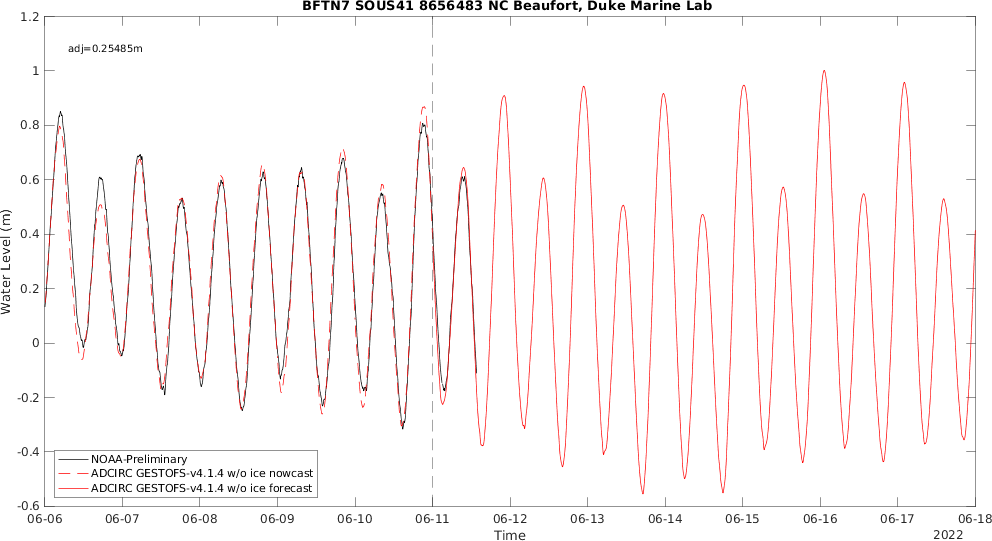 BFTN7 SOUS41 8656483 NC Beaufort, Duke Marine Lab
adj=0.25485m
1.2
1
0.8
0.6
0.4
0.2
0
-0.2
-0.4
-0.6
Water Level (m)
NOAA-Preliminary
ADCIRC GESTOFS-v4.1.4 w/o ice nowcast
ADCIRC GESTOFS-v4.1.4 w/o ice forecast
06-06 06-07 06-08 06-09 06-10 06-11 06-12 06-13 06-14 06-15 06-16 06-17 06-18
Time
2022